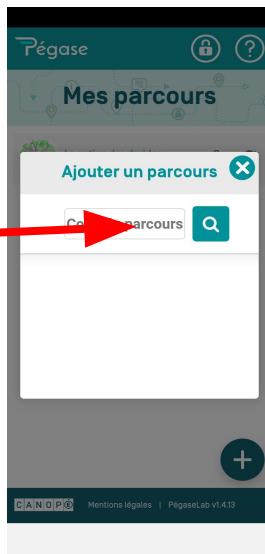 Pégase
Mes parcours
Ajouter un parcours
parcours
CANOPÉ Mentions légales | PégaseLab v1.4.13